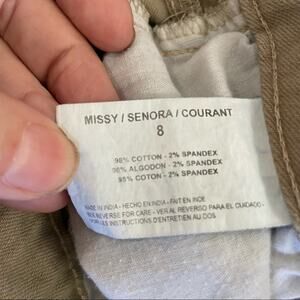 MISSY / SENORA / COURANT
8
98% COTTON - 2% SPANDEX
98% ALGODON - 2% SPANDEX
98% COTON - 2% SPANDEX
MADE IN INDIA - HECHO EN INDIA - FAIT EN INDE
SEE REVERSE FOR CARE - VER AL REVERSO PARA EL CUIDADO -
LES INSTRUCTIONS D'ENTRETIEN AU DOS